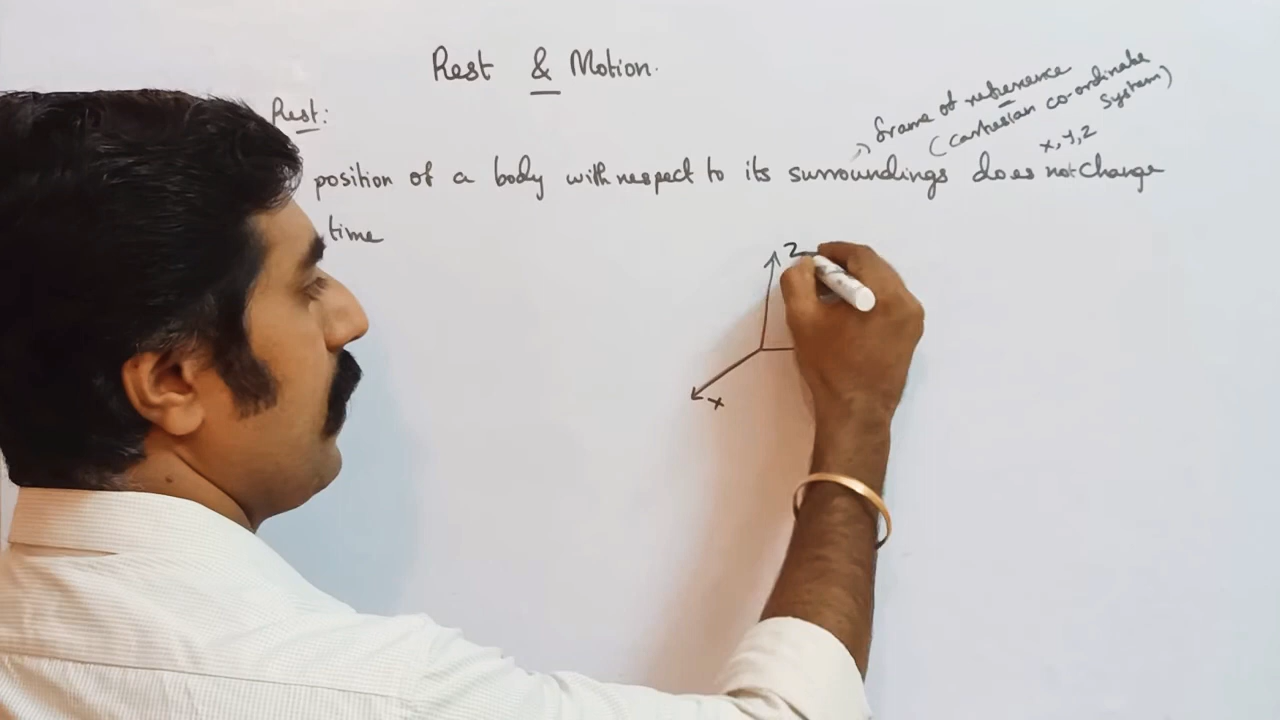 Rest & Motion.
Rest:
frame of reference
(cartesian co-ordinate
system)
x, y, z
position of a body with respect to its surroundings does not change
time
z
x